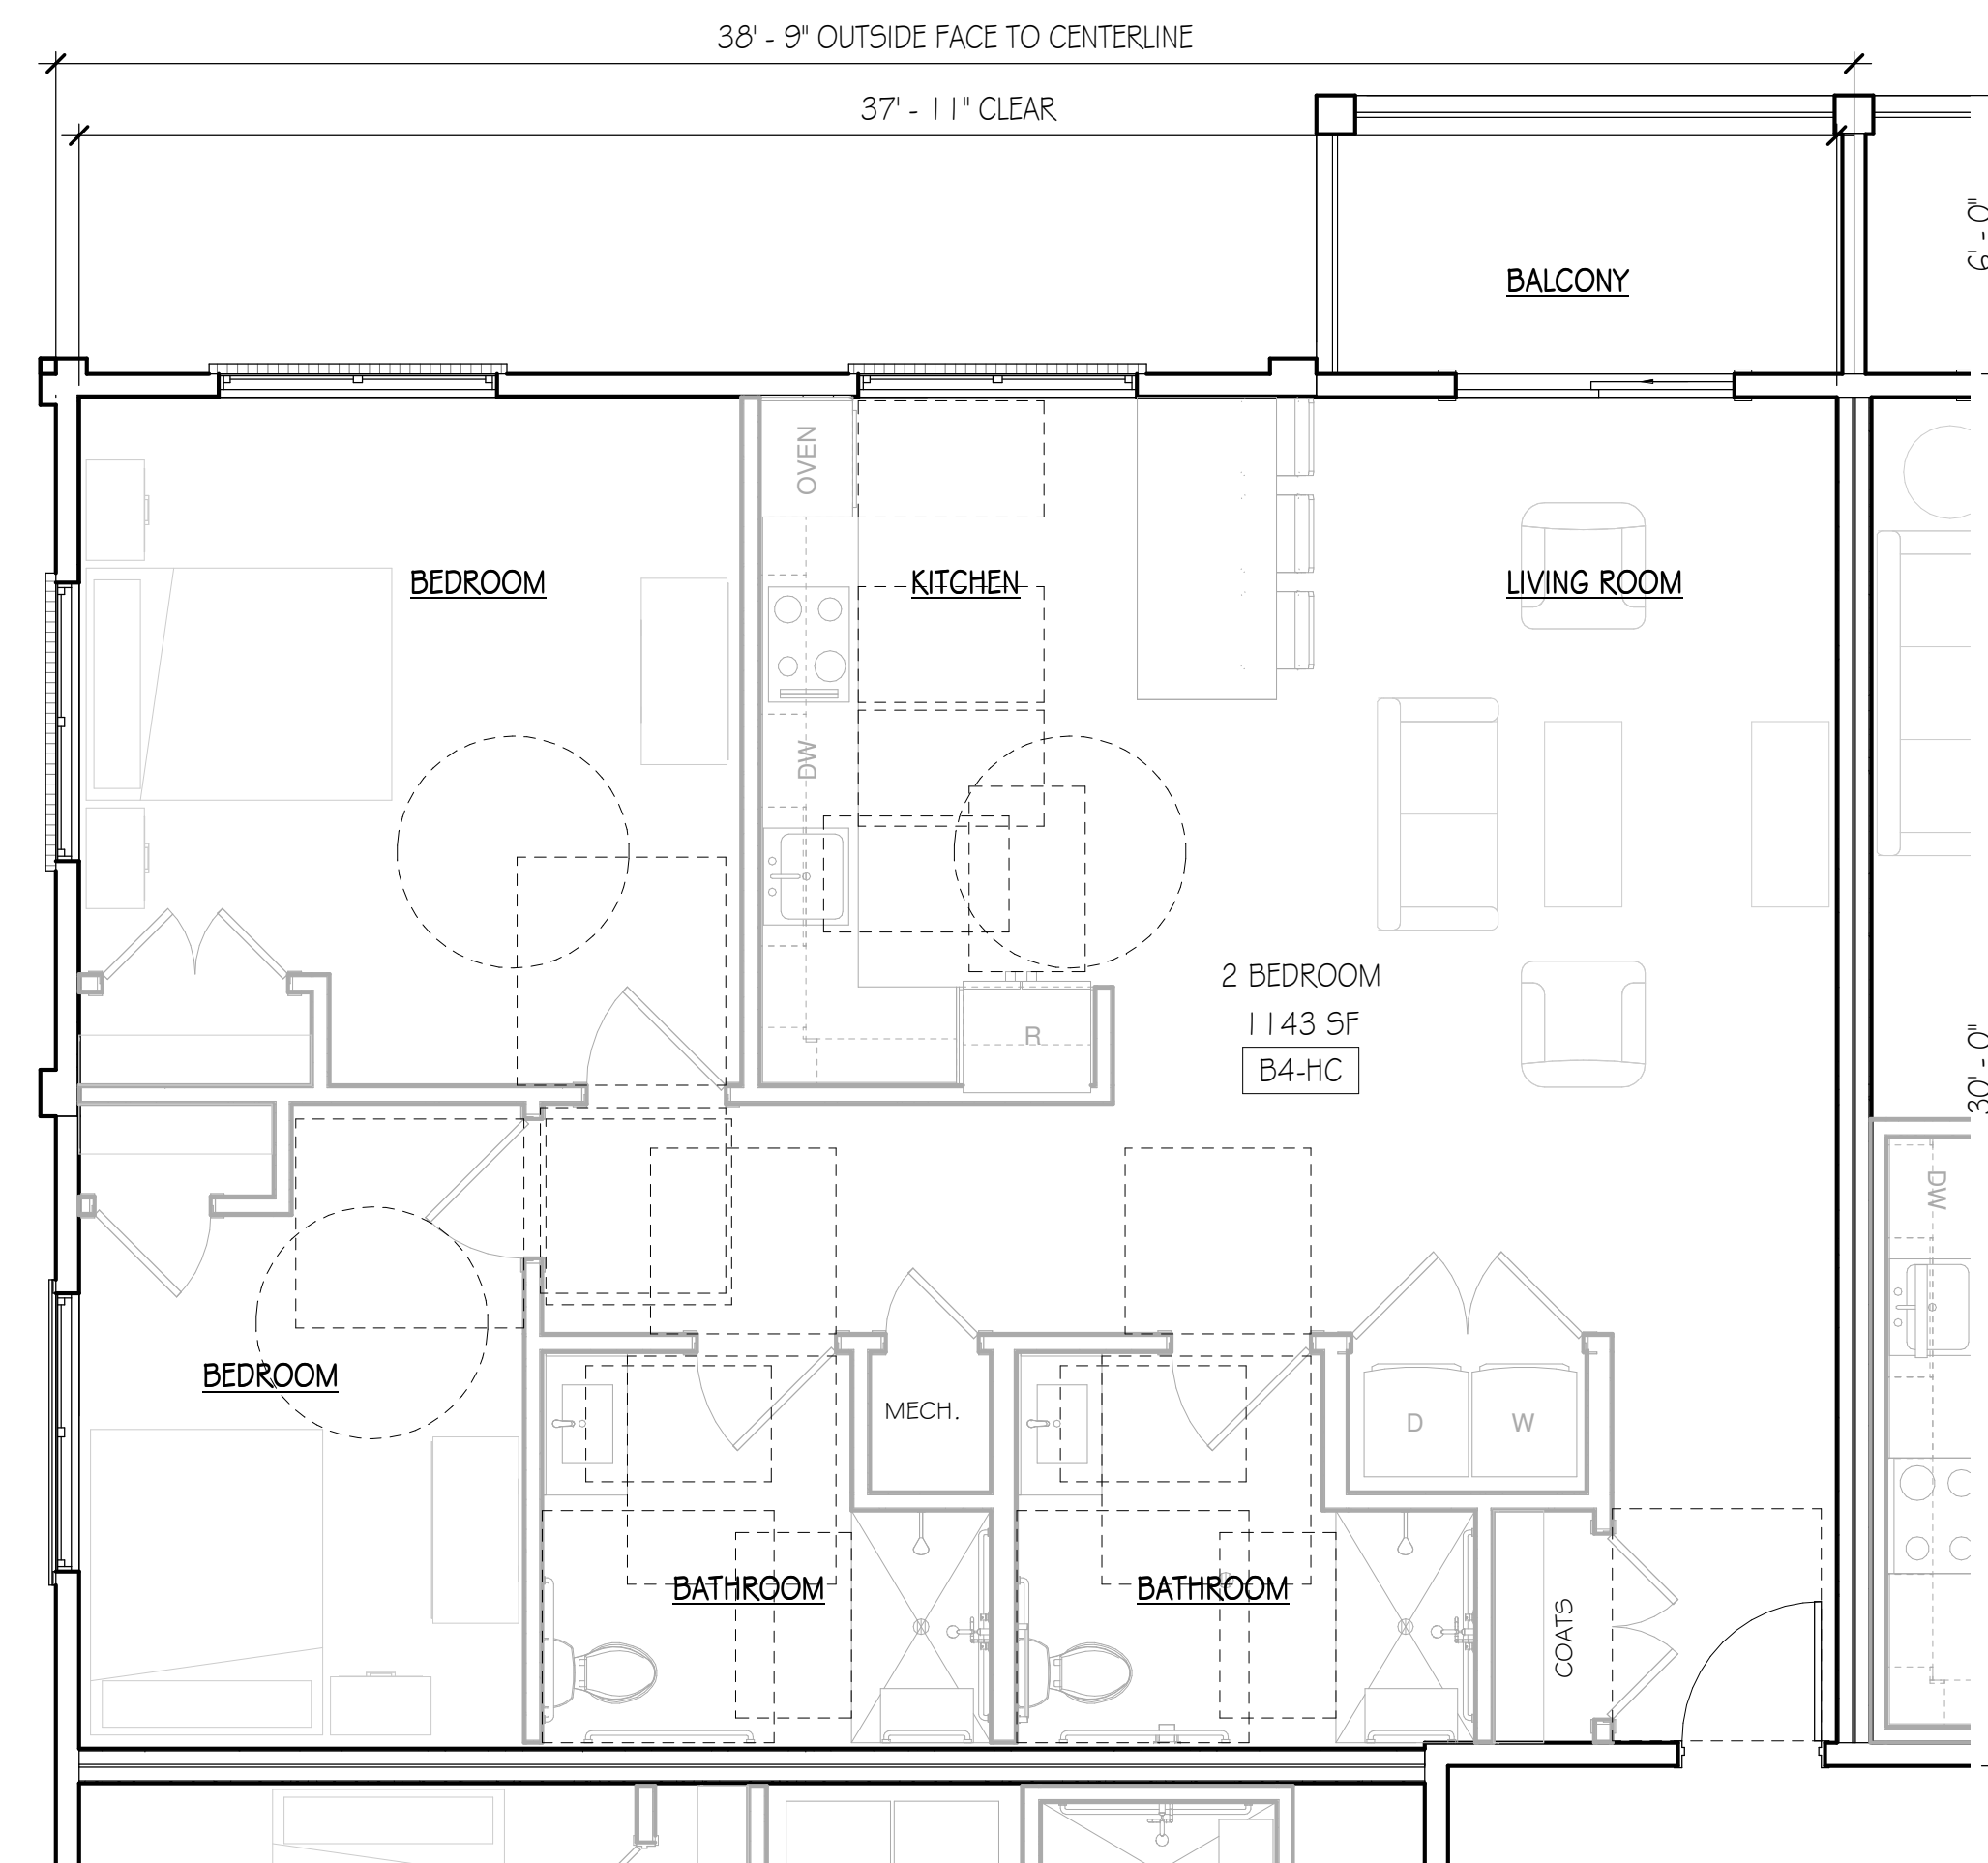 38' - 9" OUTSIDE FACE TO CENTERLINE
37' - 11" CLEAR
6' - 0"
BALCONY
OVEN
BEDROOM
KITCHEN
LIVING ROOM
DW
2 BEDROOM
1143 SF
B4-HC
R
30' - 0"
DW
BEDROOM
MECH.
D
W
BATHROOM
BATHROOM
COATS